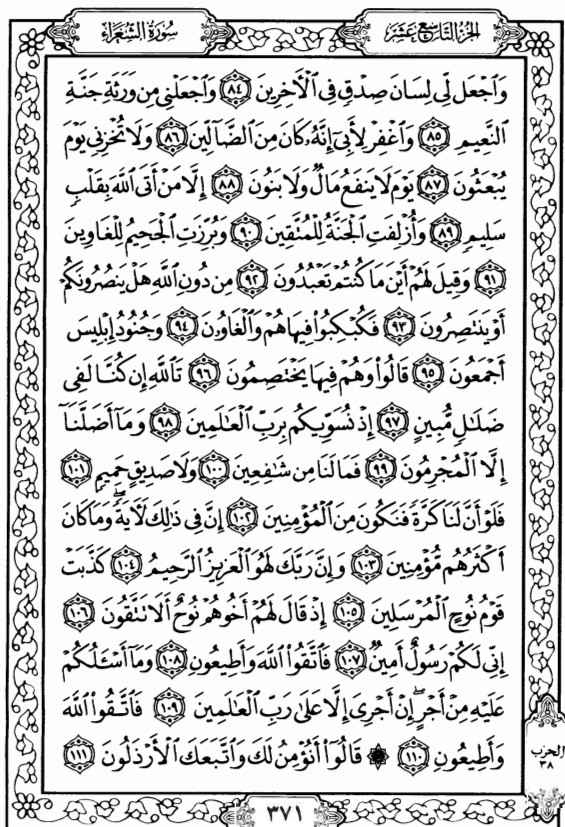 الجزء التاسع عشر
سورة الشعراء
وَٱجۡعَل لِّي لِسَانَ صِدۡقٖ فِي ٱلۡأٓخِرِينَ ٨٤ وَٱجۡعَلۡنِي مِن وَرَثَةِ جَنَّةِ
ٱلنَّعِيمِ ٨٥ وَٱغۡفِرۡ لِأَبِيٓ إِنَّهُۥ كَانَ مِنَ ٱلضَّآلِّينَ ٨٦ وَلَا تُخۡزِنِي يَوۡمَ
يُبۡعَثُونَ ٨٧ يَوۡمَ لَا يَنفَعُ مَالٞ وَلَا بَنُونَ ٨٨ إِلَّا مَنۡ أَتَى ٱللَّهَ بِقَلۡبٖ
سَلِيمٖ ٨٩ وَأُزۡلِفَتِ ٱلۡجَنَّةُ لِلۡمُتَّقِينَ ٩٠ وَبُرِّزَتِ ٱلۡجَحِيمُ لِلۡغَاوِينَ
٩١ وَقِيلَ لَهُمۡ أَيۡنَ مَا كُنتُمۡ تَعۡبُدُونَ ٩٢ مِن دُونِ ٱللَّهِ هَلۡ يَنصُرُونَكُمۡ
أَوۡ يَنتَصِرُونَ ٩٣ فَكُبۡكِبُواْ فِيهَا هُمۡ وَٱلۡغَاوُۥنَ ٩٤ وَجُنُودُ إِبۡلِيسَ
أَجۡمَعُونَ ٩٥ قَالُواْ وَهُمۡ فِيهَا يَخۡتَصِمُونَ ٩٦ تَٱللَّهِ إِن كُنَّا لَفِي
ضَلَٰلٖ مُّبِينٍ ٩٧ إِذۡ نُسَوِّيكُم بِرَبِّ ٱلۡعَٰلَمِينَ ٩٨ وَمَآ أَضَلَّنَآ
إِلَّا ٱلۡمُجۡرِمُونَ ٩٩ فَمَا لَنَا مِن شَٰفِعِينَ ١٠٠ وَلَا صَدِيقٍ حَمِيمٖ ١٠١
فَلَوۡ أَنَّ لَنَا كَرَّةٗ فَنَكُونَ مِنَ ٱلۡمُؤۡمِنِينَ ١٠٢ إِنَّ فِي ذَٰلِكَ لَأٓيَةٗۖ وَمَا كَانَ
أَكۡثَرُهُم مُّؤۡمِنِينَ ١٠٣ وَإِنَّ رَبَّكَ لَهُوَ ٱلۡعَزِيزُ ٱلرَّحِيمُ ١٠٤ كَذَّبَتۡ
قَوۡمُ نُوحٍ ٱلۡمُرۡسَلِينَ ١٠٥ إِذۡ قَالَ لَهُمۡ أَخُوهُمۡ نُوحٌ أَلَا تَتَّقُونَ ١٠٦
إِنِّي لَكُمۡ رَسُولٌ أَمِينٞ ١٠٧ فَٱتَّقُواْ ٱللَّهَ وَأَطِيعُونِ ١٠٨ وَمَآ أَسۡـَٔلُكُمۡ
عَلَيۡهِ مِنۡ أَجۡرٍۖ إِنۡ أَجۡرِيَ إِلَّا عَلَىٰ رَبِّ ٱلۡعَٰلَمِينَ ١٠٩ فَٱتَّقُواْ ٱللَّهَ
وَأَطِيعُونِ ١١٠ ۞ قَالُوٓاْ أَنُؤۡمِنُ لَكَ وَٱتَّبَعَكَ ٱلۡأَرۡذَلُونَ ١١١
الحزب
٣٨
٣٧١